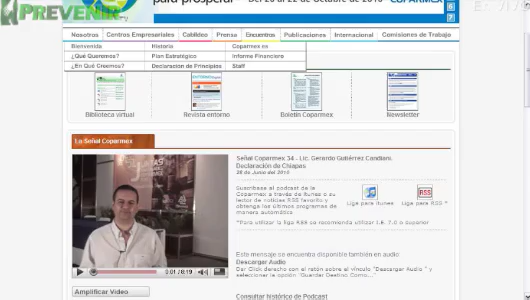 PREVENIR
para prosperar
Del 20 al 22 de octubre de 2010
COPARMEX
Nosotros Centros Empresariales Cabildeo Prensa Encuentros Publicaciones Internacional Comisiones de Trabajo
Bienvenida Historia Coparmex es
¿Qué Queremos? Plan Estratégico Informe Financiero
¿En Qué Creemos? Declaración de Principios Staff
Biblioteca virtual Revista entorno Boletín Coparmex Newsletter
La Señal Coparmex
Señal Coparmex 34 - Lic. Gerardo Gutiérrez Candiani.
Declaración de Chiapas
28 de Junio del 2010
Suscríbase al podcast de la
Coparmex a través de Itunes o su
lector de noticias RSS favorito y
obtenga los últimos programas de
manera automática
Liga para Itunes Liga para RSS *
*Para utilizar la liga RSS se recomienda utilizar I.E. 7.0 o superior
Este mensaje se encuentra disponible también en audio
Descargar Audio
Dar Click derecho con el ratón sobre el vínculo "Descargar Audio" y
seleccione la opción "Guardar Destino Como..."
0:01 / 8:19
Amplificar Video
Consultar histórico de Podcast